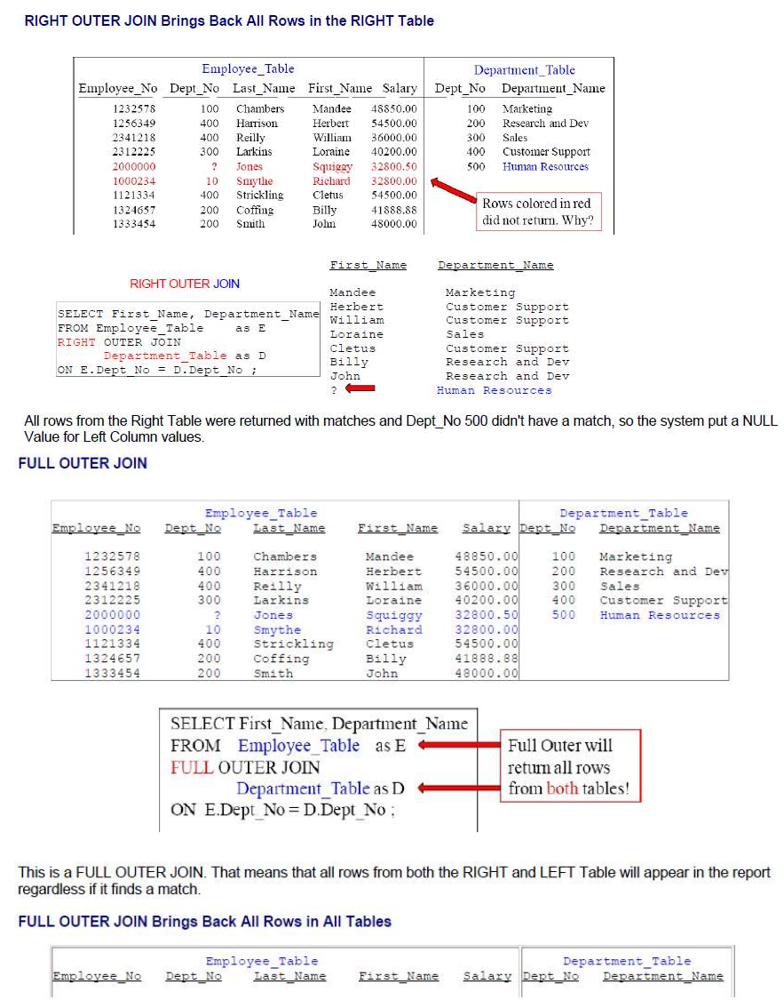 RIGHT OUTER JOIN Brings Back All Rows in the RIGHT Table
Employee_Table Department_Table
Employee_No Dept_No Last_Name First_Name Salary Dept_No Department_Name
1232578 100 Chambers Mandee 48850.00 100 Marketing
1256349 400 Harrison Herbert 54500.00 200 Research and Dev
2341218 400 Reilly William 36000.00 300 Sales
2312225 300 Larkins Loraine 40200.00 400 Customer Support
2000000 ? Jones Squiggy 32800.50 500 Human Resources
1000234 10 Smythe Richard 32800.00
1121334 400 Strickling Cletus 54500.00
1324657 200 Coffing Billy 41888.88
1333454 200 Smith John 48000.00
Rows colored in red
did not return. Why?
RIGHT OUTER JOIN
SELECT First_Name, Department_Name
FROM Employee_Table as E
RIGHT OUTER JOIN
Department_Table as D
ON E.Dept_No = D.Dept_No ;
First_Name Department_Name
Mandee Marketing
Herbert Customer Support
William Customer Support
Loraine Sales
Cletus Customer Support
Billy Research and Dev
John Research and Dev
? Human Resources
All rows from the Right Table were returned with matches and Dept_No 500 didn't have a match, so the system put a NULL
Value for Left Column values.
FULL OUTER JOIN
Employee_Table Department_Table
Employee_No Dept_No Last_Name First_Name Salary Dept_No Department_Name
1232578 100 Chambers Mandee 48850.00 100 Marketing
1256349 400 Harrison Herbert 54500.00 200 Research and Dev
2341218 400 Reilly William 36000.00 300 Sales
2312225 300 Larkins Loraine 40200.00 400 Customer Support
2000000 ? Jones Squiggy 32800.50 500 Human Resources
1000234 10 Smythe Richard 32800.00
1121334 400 Strickling Cletus 54500.00
1324657 200 Coffing Billy 41888.88
1333454 200 Smith John 48000.00
SELECT First_Name, Department_Name
FROM Employee_Table as E
FULL OUTER JOIN
Department_Table as D
ON E.Dept_No = D.Dept_No ;
Full Outer will
return all rows
from both tables!
This is a FULL OUTER JOIN. That means that all rows from both the RIGHT and LEFT Table will appear in the report
regardless if it finds a match.
FULL OUTER JOIN Brings Back All Rows in All Tables
Employee_Table Department_Table
Employee_No Dept_No Last_Name First_Name Salary Dept_No Department_Name